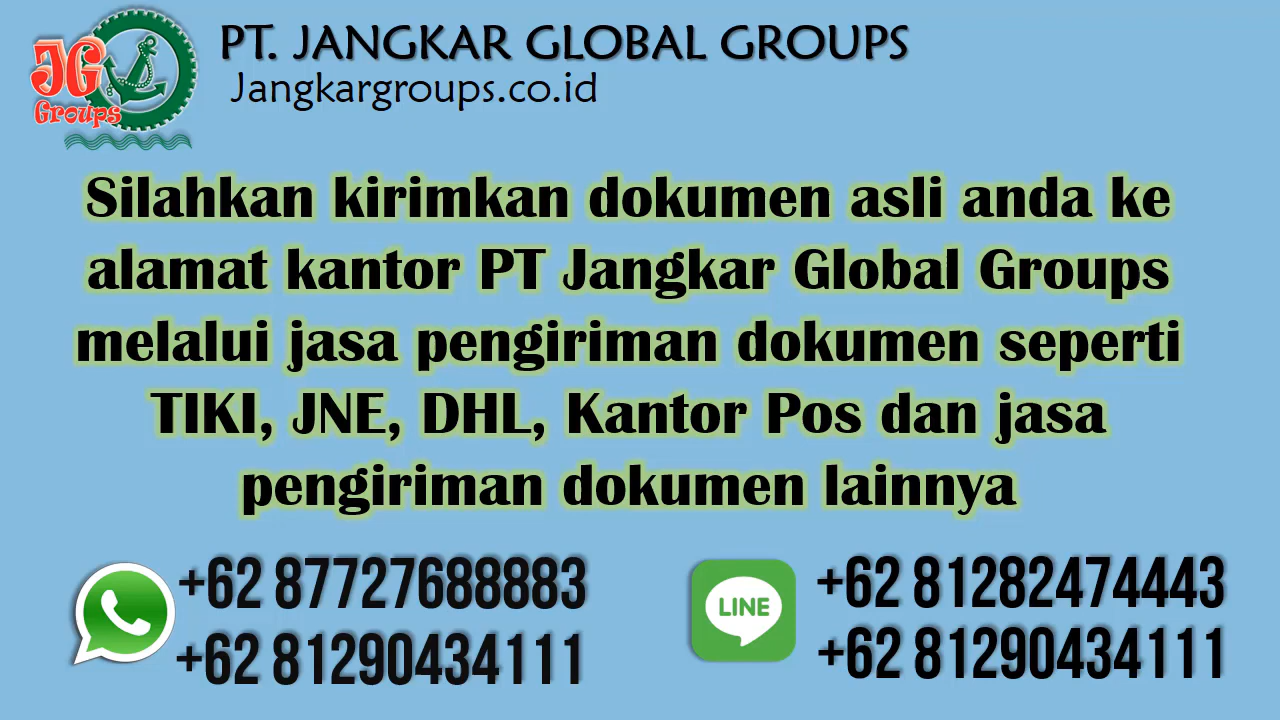 JG
Groups
PT. JANGKAR GLOBAL GROUPS
Jangkargroups.co.id
Silahkan kirimkan dokumen asli anda ke
alamat kantor PT Jangkar Global Groups
melalui jasa pengiriman dokumen seperti
TIKI, JNE, DHL, Kantor Pos dan jasa
pengiriman dokumen lainnya
+62 87727688883
+62 81290434111
LINE
+62 81282474443
+62 81290434111